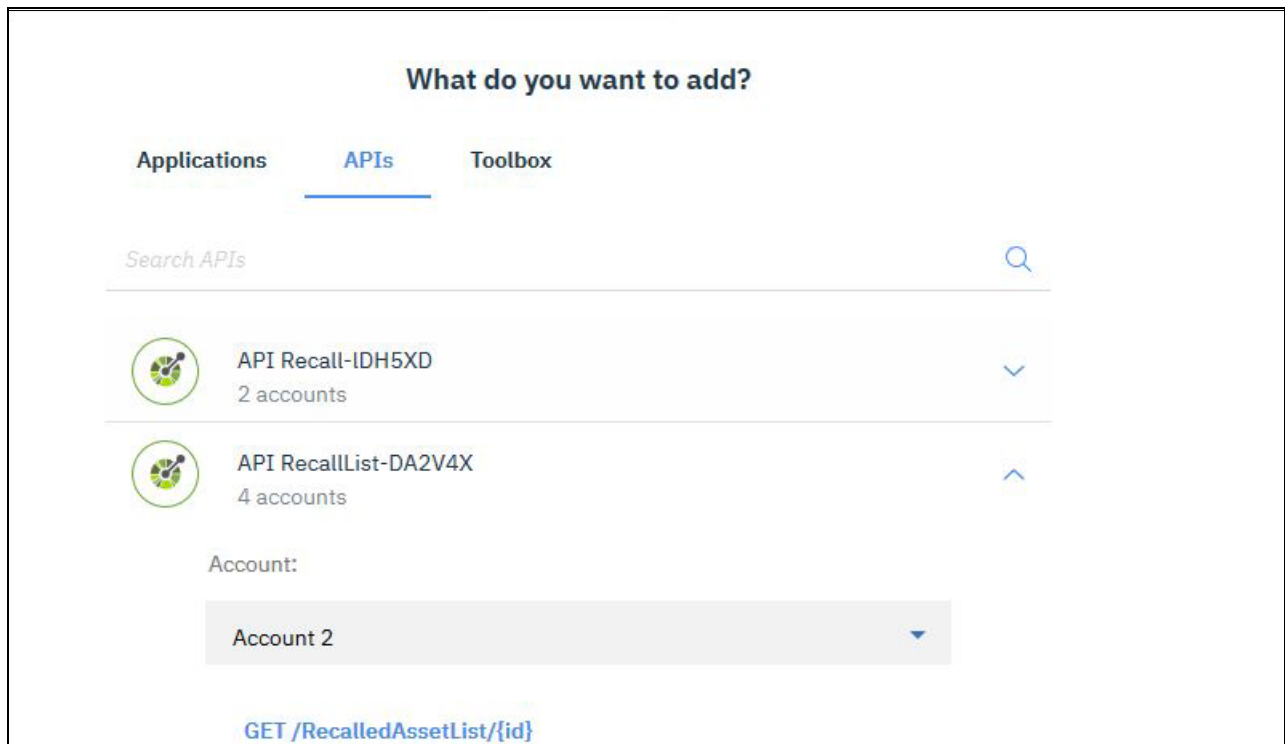 What do you want to add?
Applications APIs Toolbox
Search APIs
API Recall-lDH5XD
2 accounts
API RecallList-DA2V4X
4 accounts
Account:
Account 2
GET /RecalledAssetList/{id}